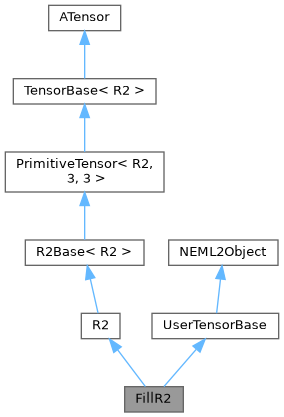 ATensor
TensorBase< R2 >
PrimitiveTensor< R2,
3, 3 >
R2Base< R2 >
NEML2Object
R2
UserTensorBase
FillR2